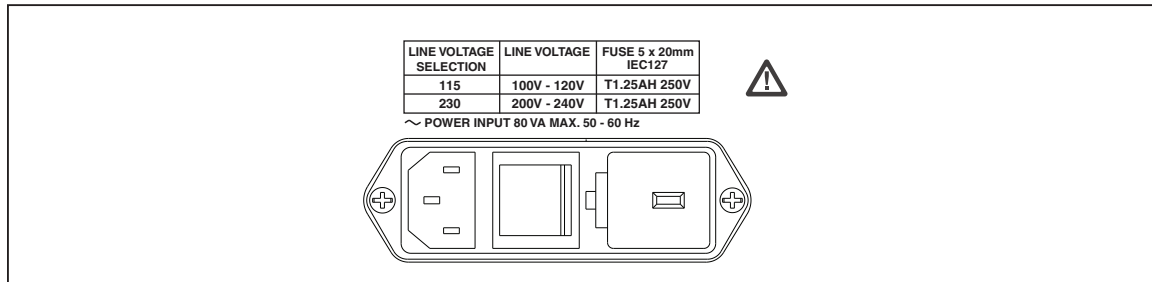 LINE VOLTAGE SELECTION LINE VOLTAGE FUSE 5 x 20mm IEC127
115 100V - 120V T1.25AH 250V
230 200V - 240V T1.25AH 250V
～ POWER INPUT 80 VA MAX. 50 - 60 Hz
!